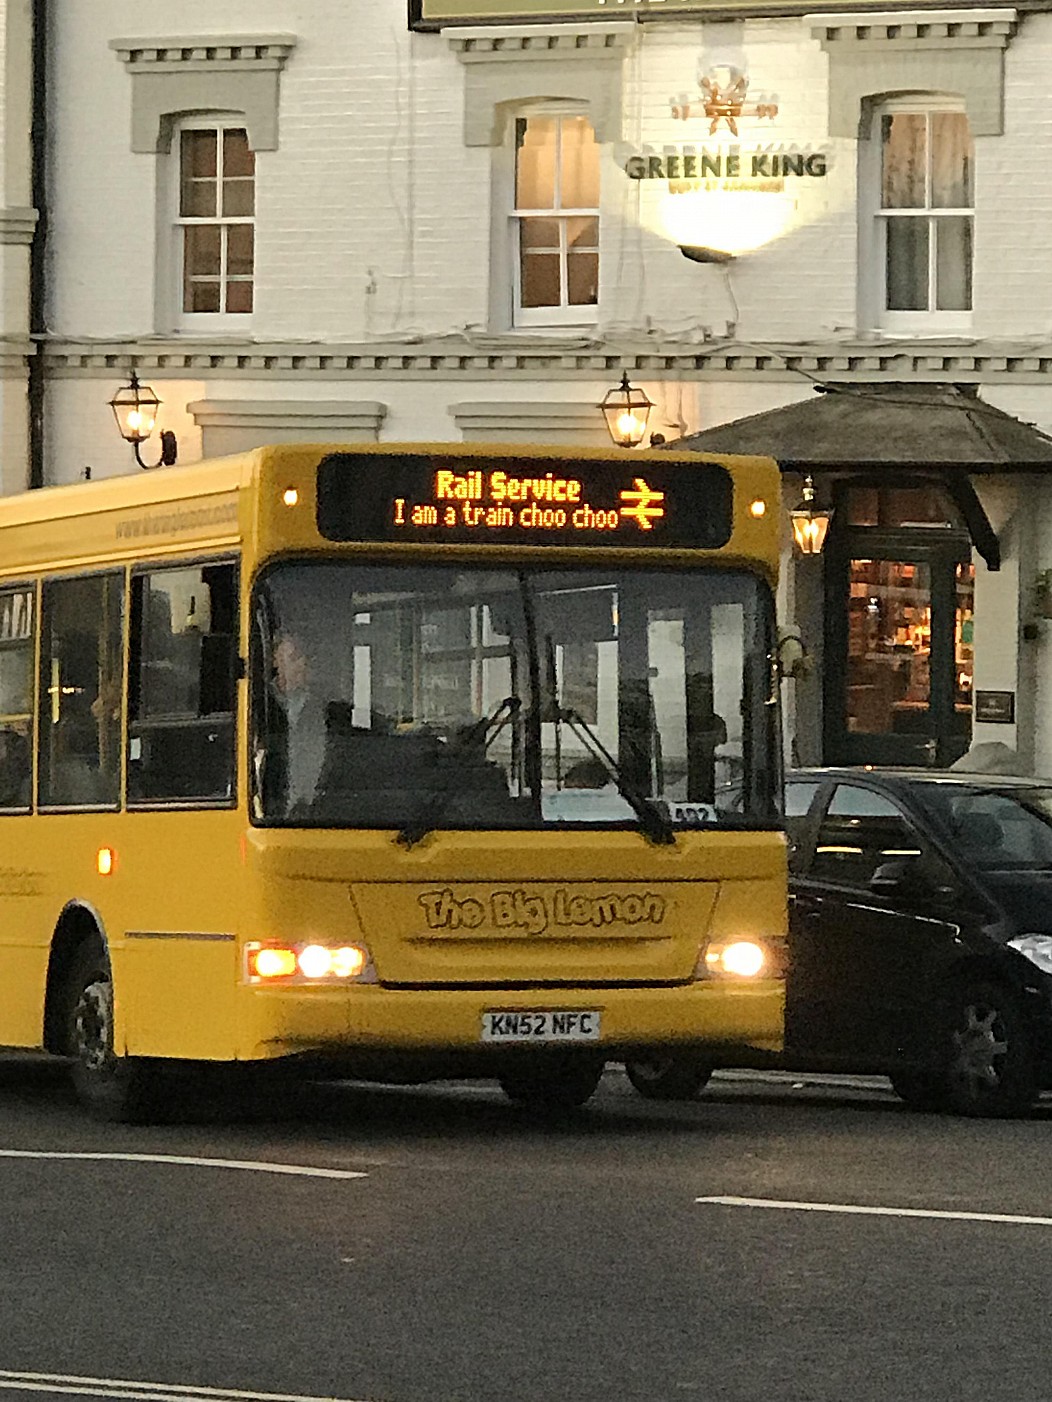 GREENE KING
Rail Service
I am a train choo choo
The Big Lemon
KN52 NFC